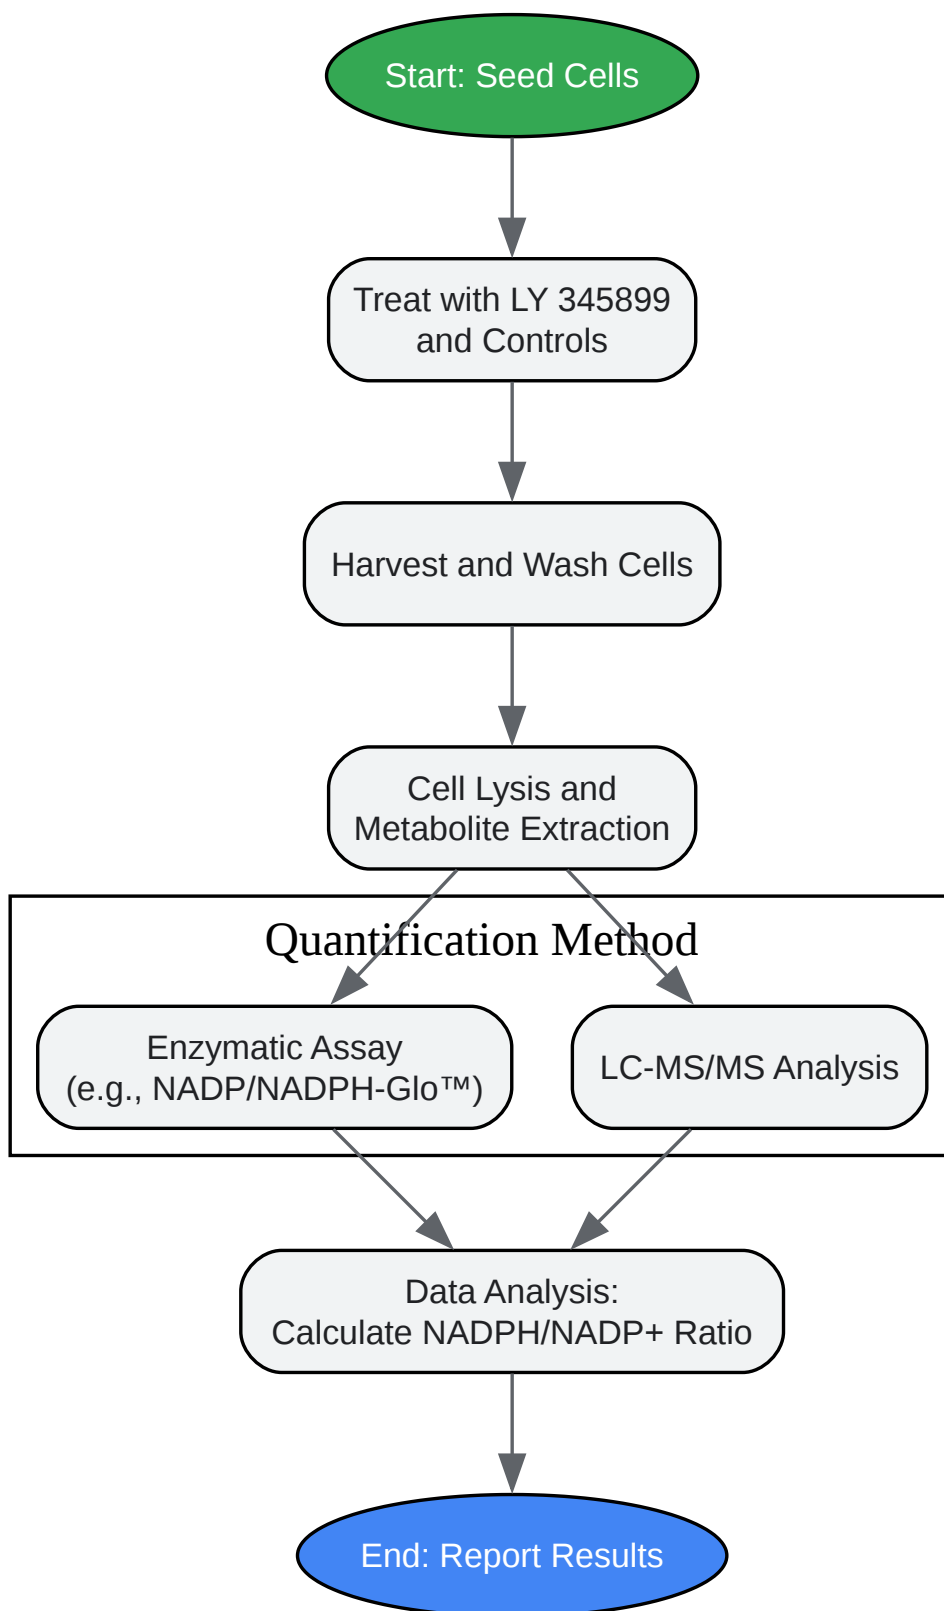 Start: Seed Cells
Treat with LY 345899
and Controls
Harvest and Wash Cells
Cell Lysis and
Metabolite Extraction
Quantification Method
Enzymatic Assay
(e.g., NADP/NADPH-Glo™)
LC-MS/MS Analysis
Data Analysis:
Calculate NADPH/NADP+ Ratio
End: Report Results